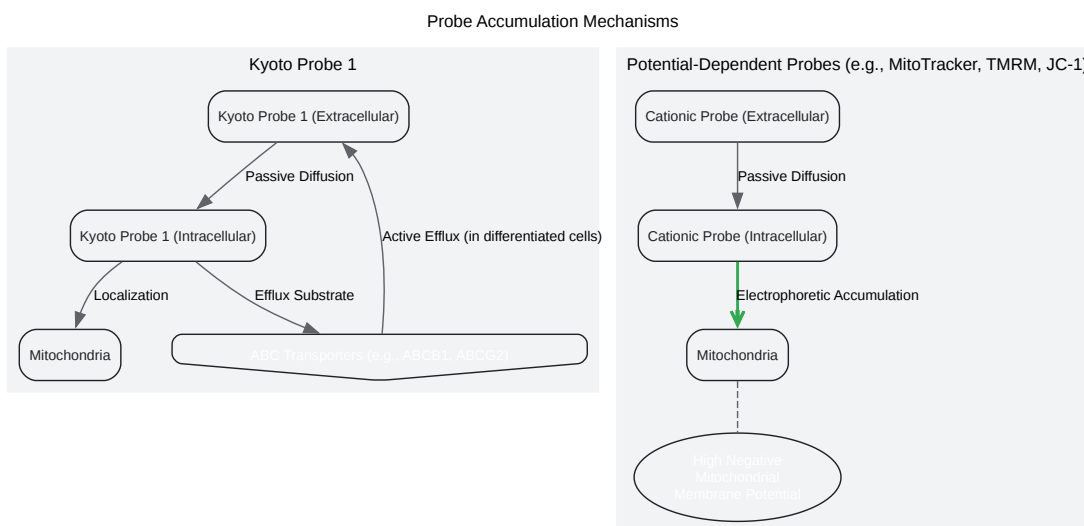 Probe Accumulation Mechanisms
Kyoto Probe 1
Kyoto Probe 1 (Extracellular)
Passive Diffusion
Kyoto Probe 1 (Intracellular)
Active Efflux (in differentiated cells)
Localization
Efflux Substrate
Mitochondria
ABC Transporters (e.g., ABCB1, ABCG2)
Potential-Dependent Probes (e.g., MitoTracker, TMRM, JC-1)
Cationic Probe (Extracellular)
Passive Diffusion
Cationic Probe (Intracellular)
Electrophoretic Accumulation
Mitochondria
High Negative
Mitochondrial
Membrane Potential